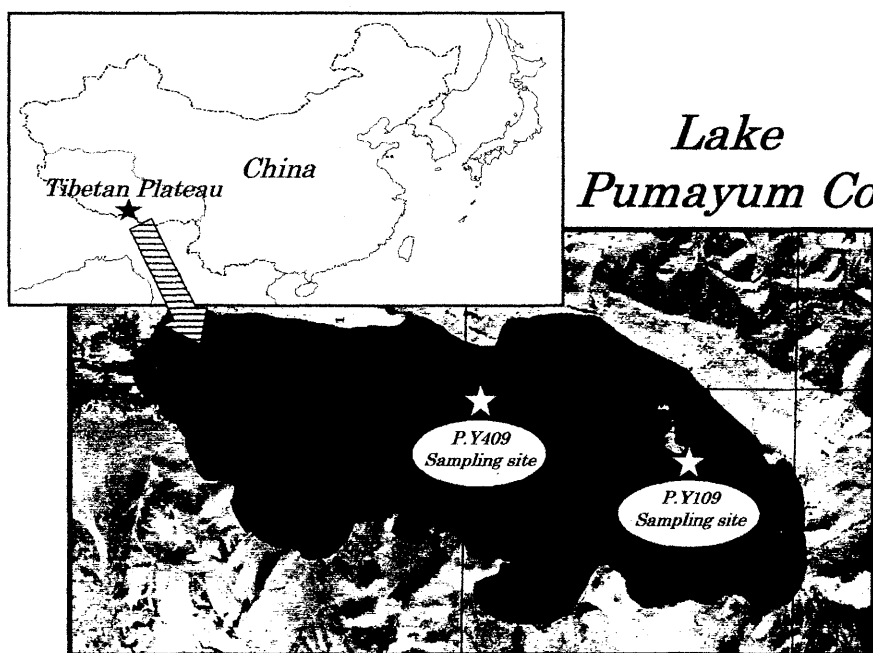 Lake
Pumayum Co
China
Tibetan Plateau
P.Y409
Sampling site
P.Y109
Sampling site